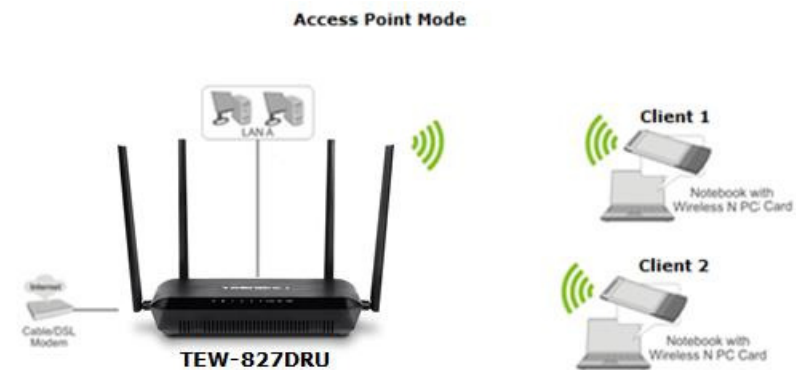 Access Point Mode
LAN A
Client 1
Notebook with
Wireless N PC Card
Client 2
Notebook with
Wireless N PC Card
Internet
Cable/DSL
Modem
TRENDNET
TEW-827DRU